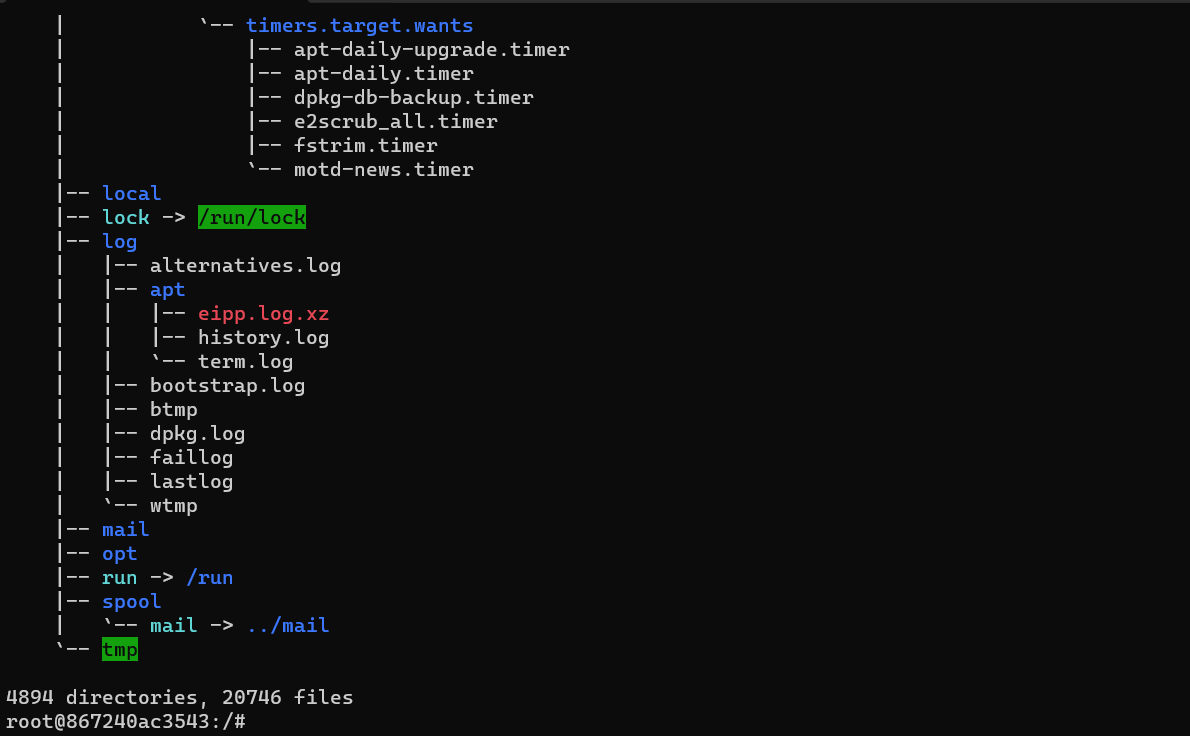 |           `-- timers.target.wants
|               |-- apt-daily-upgrade.timer
|               |-- apt-daily.timer
|               |-- dpkg-db-backup.timer
|               |-- e2scrub_all.timer
|               |-- fstrim.timer
|               `-- motd-news.timer
|-- local
|-- lock -> /run/lock
|-- log
|   |-- alternatives.log
|   |-- apt
|   |   |-- eipp.log.xz
|   |   |-- history.log
|   |   `-- term.log
|   |-- bootstrap.log
|   |-- btmp
|   |-- dpkg.log
|   |-- faillog
|   |-- lastlog
|   `-- wtmp
|-- mail
|-- opt
|-- run -> /run
|-- spool
|   `-- mail -> ../mail
`-- tmp
4894 directories, 20746 files
root@867240ac3543:/#